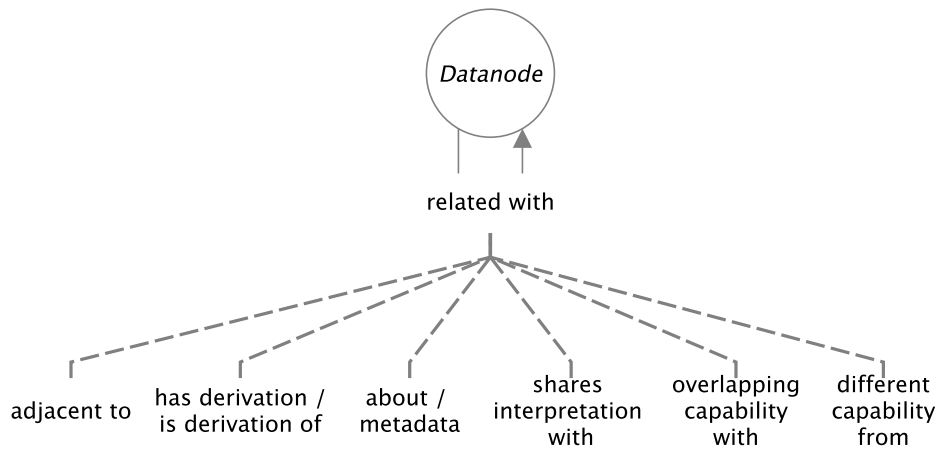 Datanode
related with
adjacent to
has derivation /
is derivation of
about /
metadata
shares
interpretation
with
overlapping
capability
with
different
capability
from